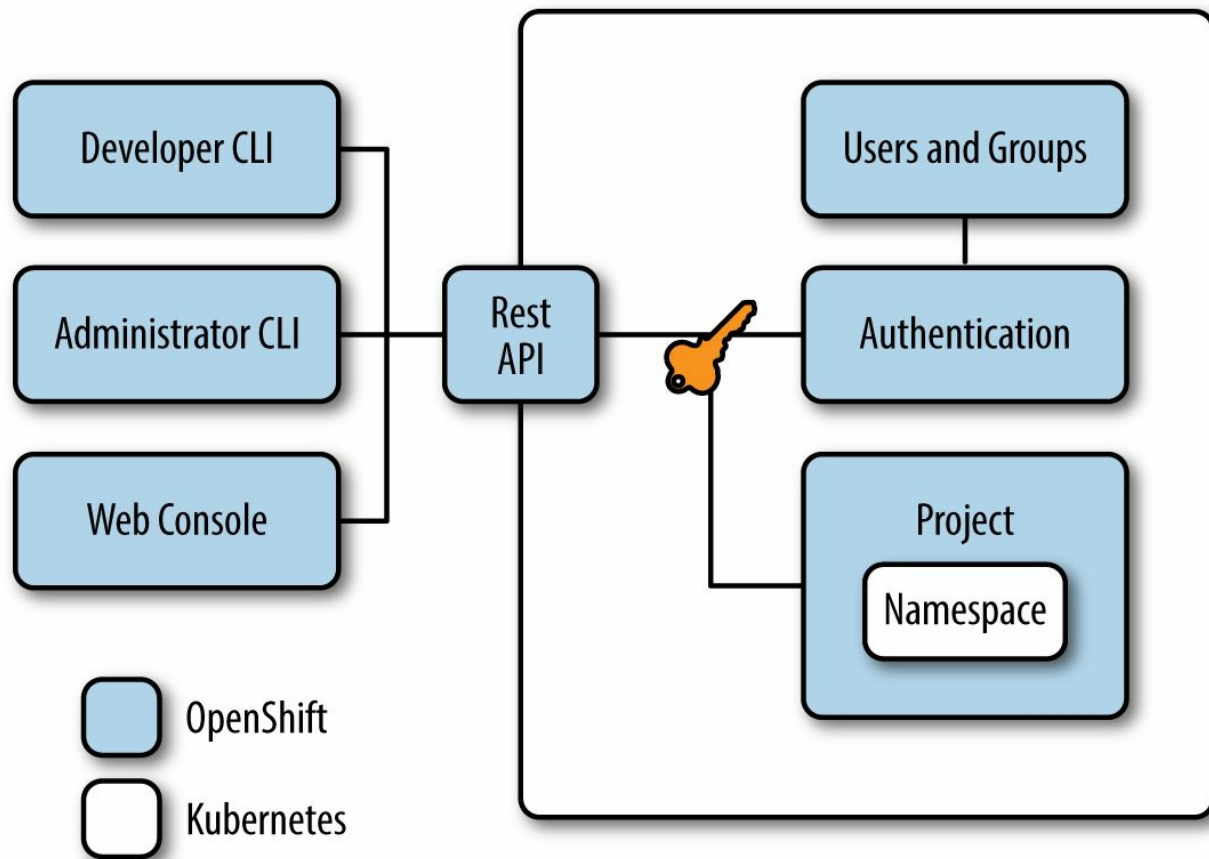 Developer CLI
Users and Groups
Administrator CLI
Rest
API
Authentication
Web Console
Project
Namespace
OpenShift
Kubernetes